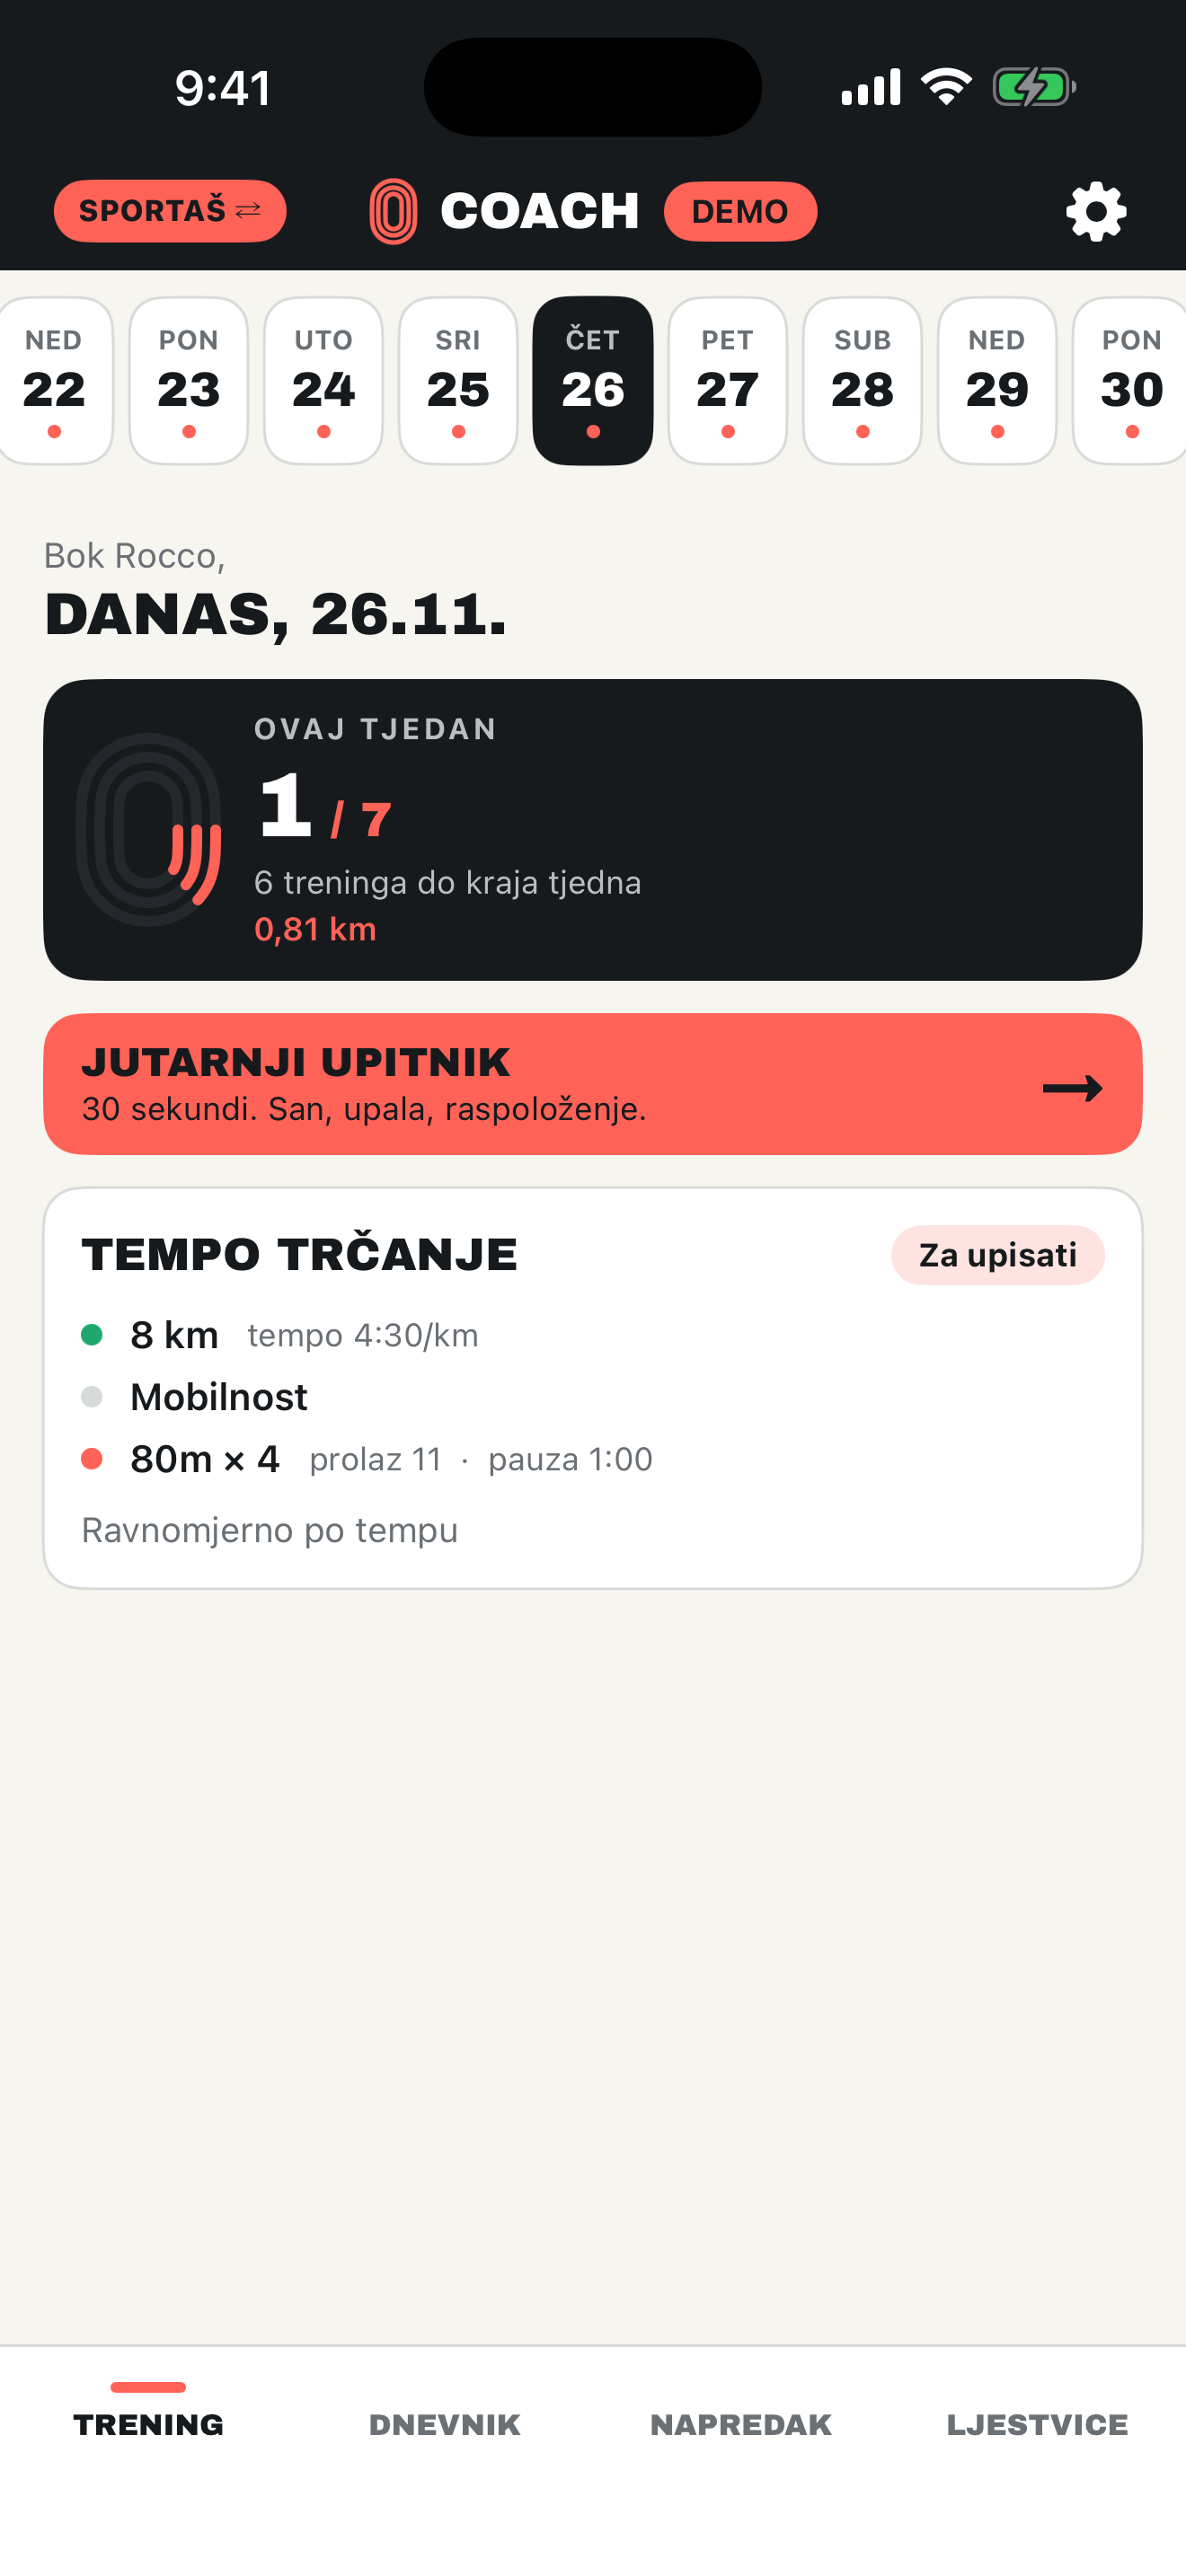 9:41
SPORTAŠ ⇄ COACH DEMO
NED PON UTO SRI ČET PET SUB NED PON
22 23 24 25 26 27 28 29 30
Bok Rocco,
DANAS, 26.11.
OVAJ TJEDAN
1 / 7
6 treninga do kraja tjedna
0,81 km
JUTARNJI UPITNIK
30 sekundi. San, upala, raspoloženje.
→
TEMPO TRČANJE Za upisati
8 km tempo 4:30/km
Mobilnost
80m × 4 prolaz 11 · pauza 1:00
Ravnomjerno po tempu
TRENING DNEVNIK NAPREDAK LJESTVICE